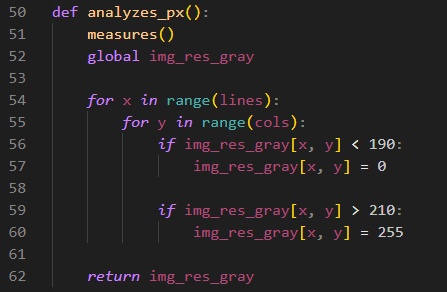 50 def analyzes_px():
51     measures()
52     global img_res_gray
53
54     for x in range(lines):
55         for y in range(cols):
56             if img_res_gray[x, y] < 190:
57                 img_res_gray[x, y] = 0
58
59             if img_res_gray[x, y] > 210:
60                 img_res_gray[x, y] = 255
61
62     return img_res_gray